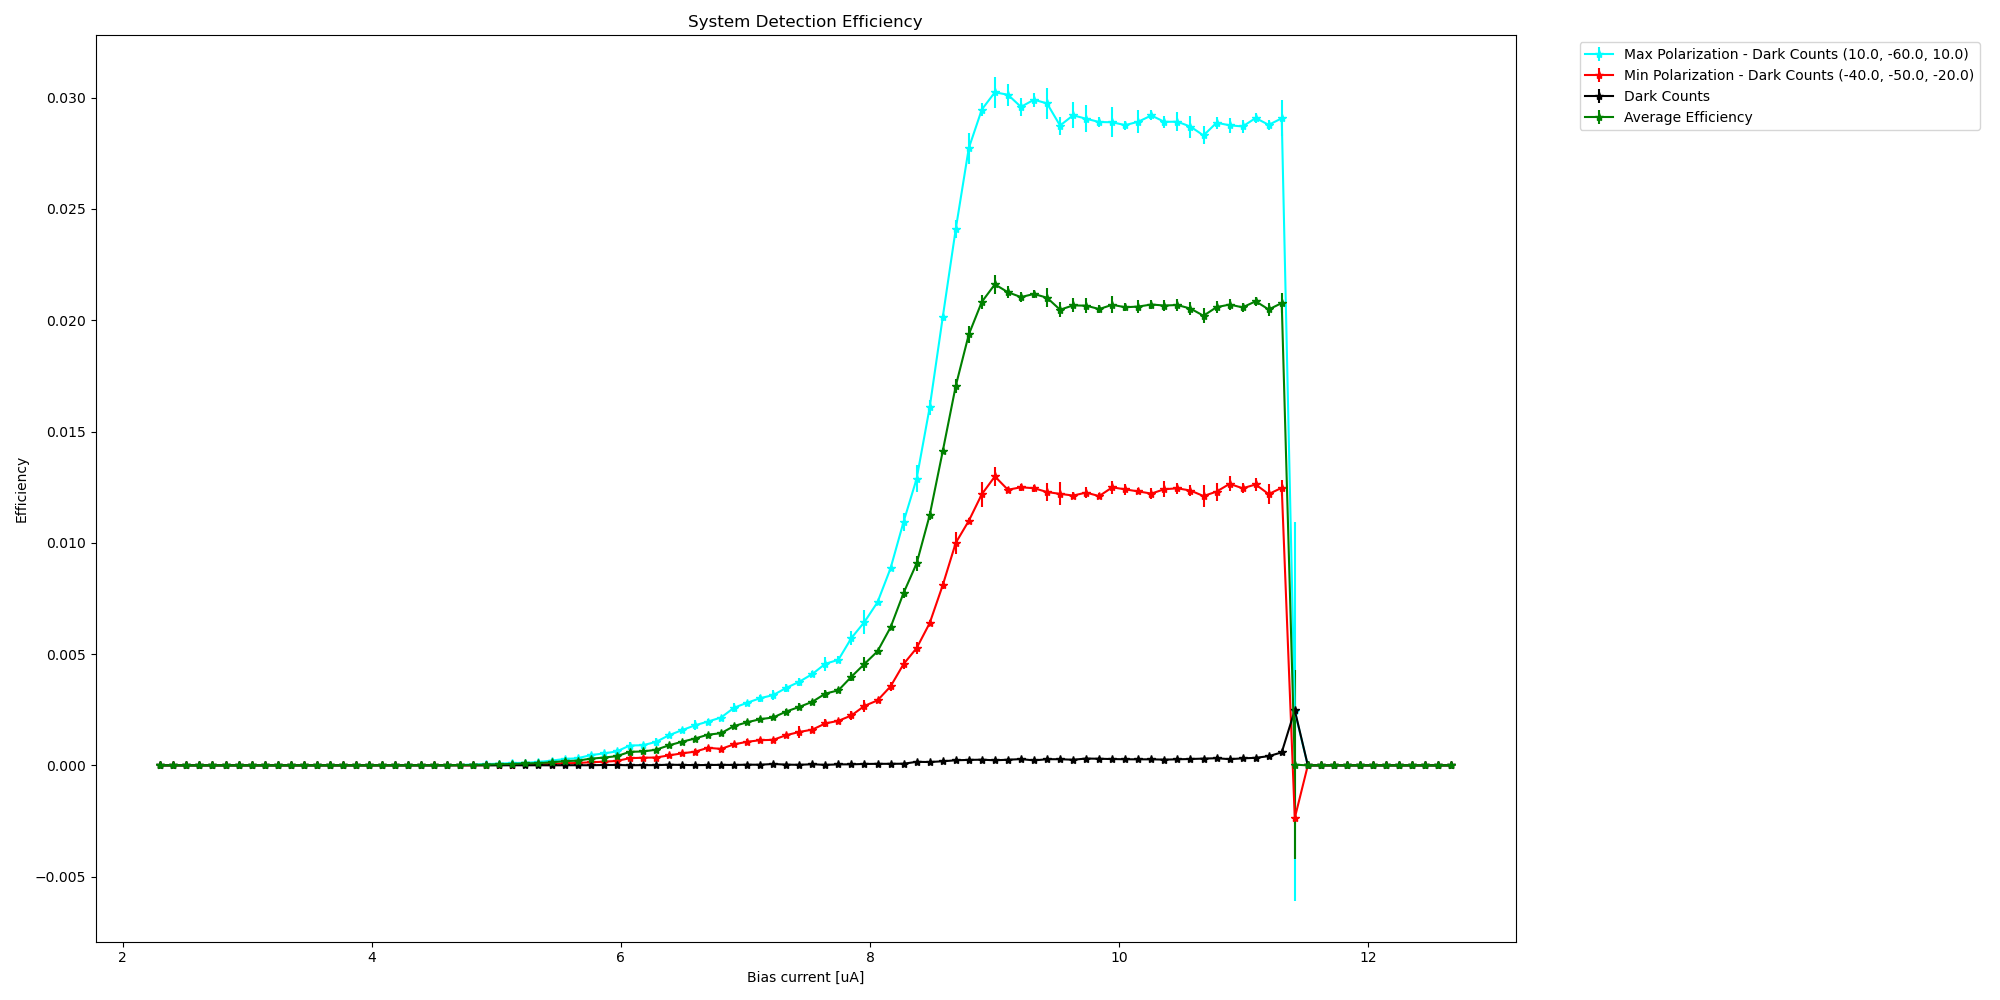 System Detection Efficiency
Max Polarization - Dark Counts (10.0, -60.0, 10.0)
Min Polarization - Dark Counts (-40.0, -50.0, -20.0)
Dark Counts
Average Efficiency
Efficiency
0.030
0.025
0.020
0.015
0.010
0.005
0.000
−0.005
2 4 6 8 10 12
Bias current [uA]